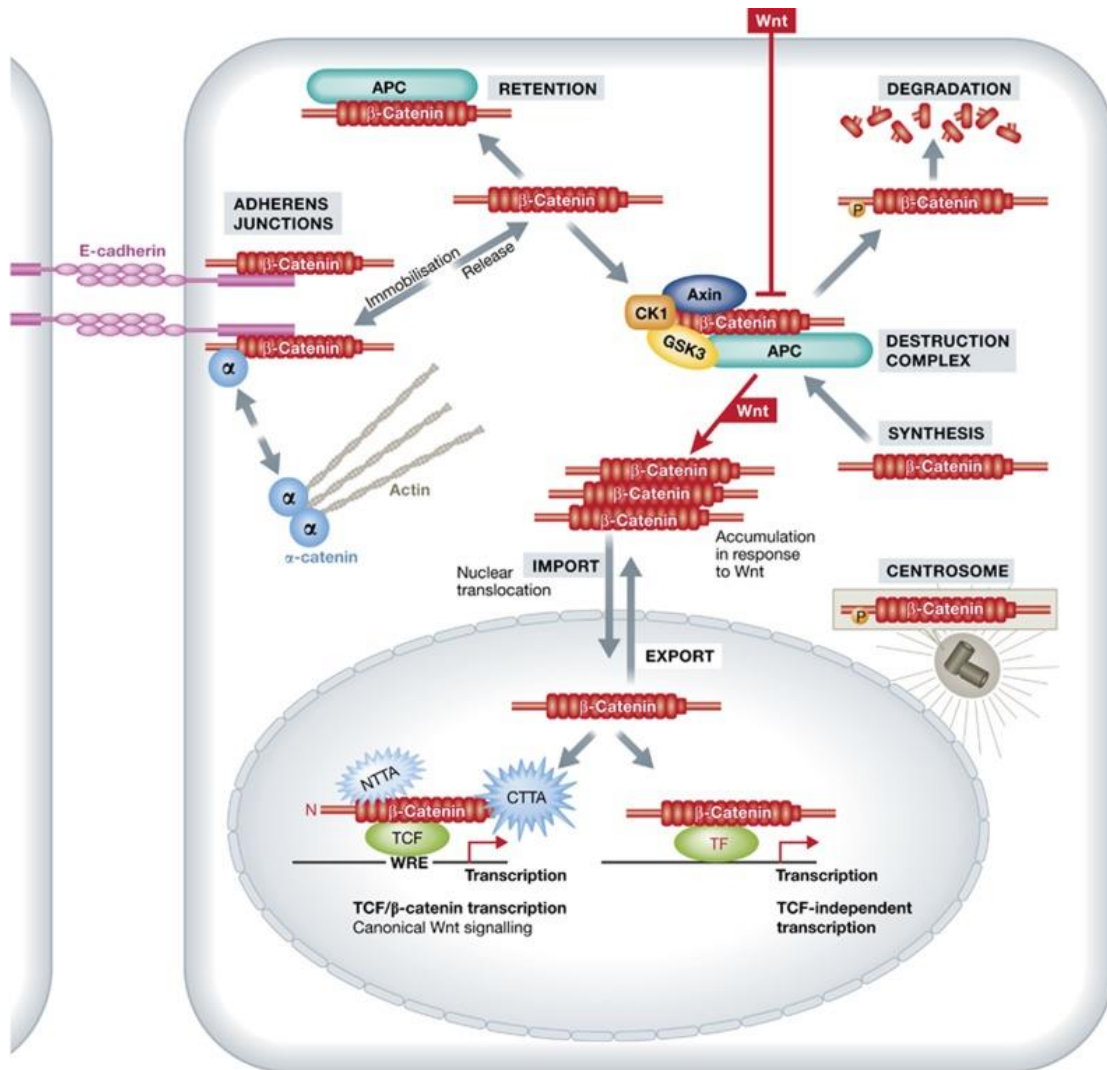 Wnt
APC
β-Catenin
RETENTION
DEGRADATION
β-Catenin
P
β-Catenin
ADHERENS
JUNCTIONS
E-cadherin
β-Catenin
Immobilisation
Release
β-Catenin
α
Axin
CK1
β-Catenin
GSK3
APC
DESTRUCTION
COMPLEX
Wnt
SYNTHESIS
β-Catenin
β-Catenin
β-Catenin
β-Catenin
Actin
α
α
α-catenin
Accumulation
in response
to Wnt
Nuclear
translocation
IMPORT
EXPORT
CENTROSOME
P
β-Catenin
β-Catenin
NTTA
CTTA
N
β-Catenin
TCF
WRE
Transcription
TCF/β-catenin transcription
Canonical Wnt signalling
β-Catenin
TF
Transcription
TCF-independent
transcription